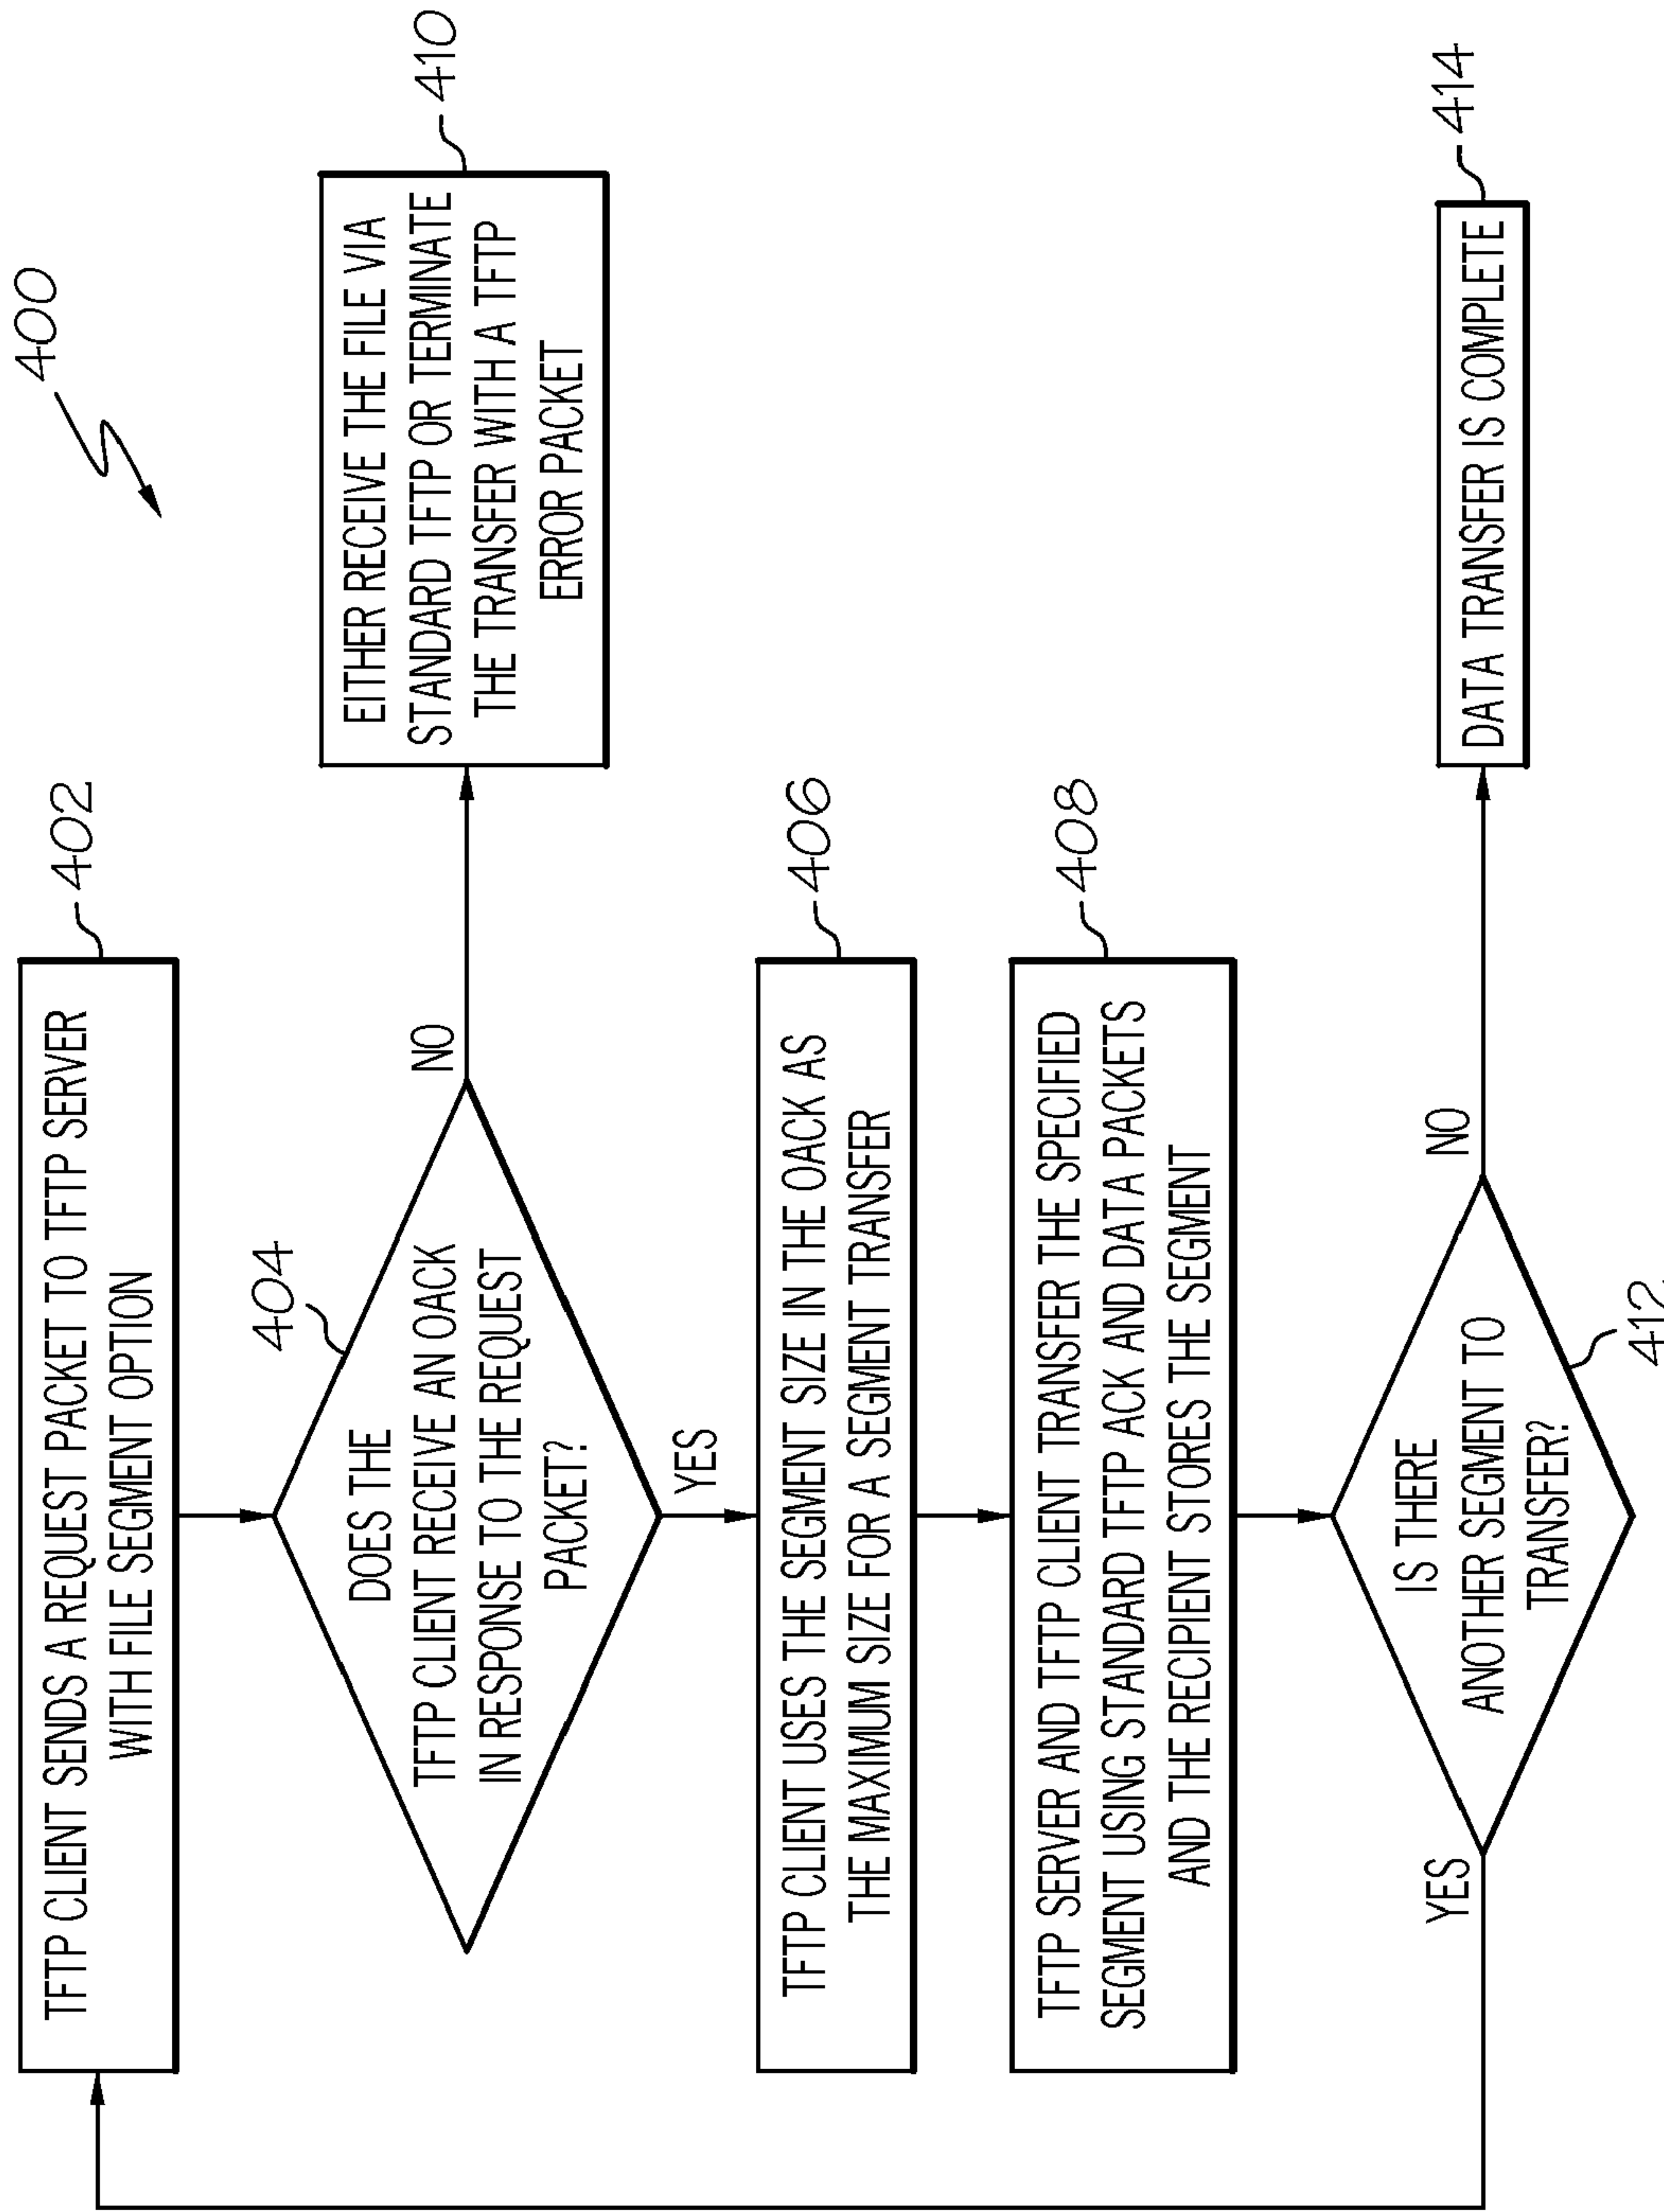 400
TFTP CLIENT SENDS A REQUEST PACKET TO TFTP SERVER
WITH FILE SEGMENT OPTION
402
404
DOES THE
TFTP CLIENT RECEIVE AN OACK
IN RESPONSE TO THE REQUEST
PACKET?
NO
EITHER RECEIVE THE FILE VIA
STANDARD TFTP OR TERMINATE
THE TRANSFER WITH A TFTP
ERROR PACKET
410
YES
TFTP CLIENT USES THE SEGMENT SIZE IN THE OACK AS
THE MAXIMUM SIZE FOR A SEGMENT TRANSFER
406
TFTP SERVER AND TFTP CLIENT TRANSFER THE SPECIFIED
SEGMENT USING STANDARD TFTP ACK AND DATA PACKETS
AND THE RECIPIENT STORES THE SEGMENT
408
YES
IS THERE
ANOTHER SEGMENT TO
TRANSFER?
412
NO
DATA TRANSFER IS COMPLETE
414